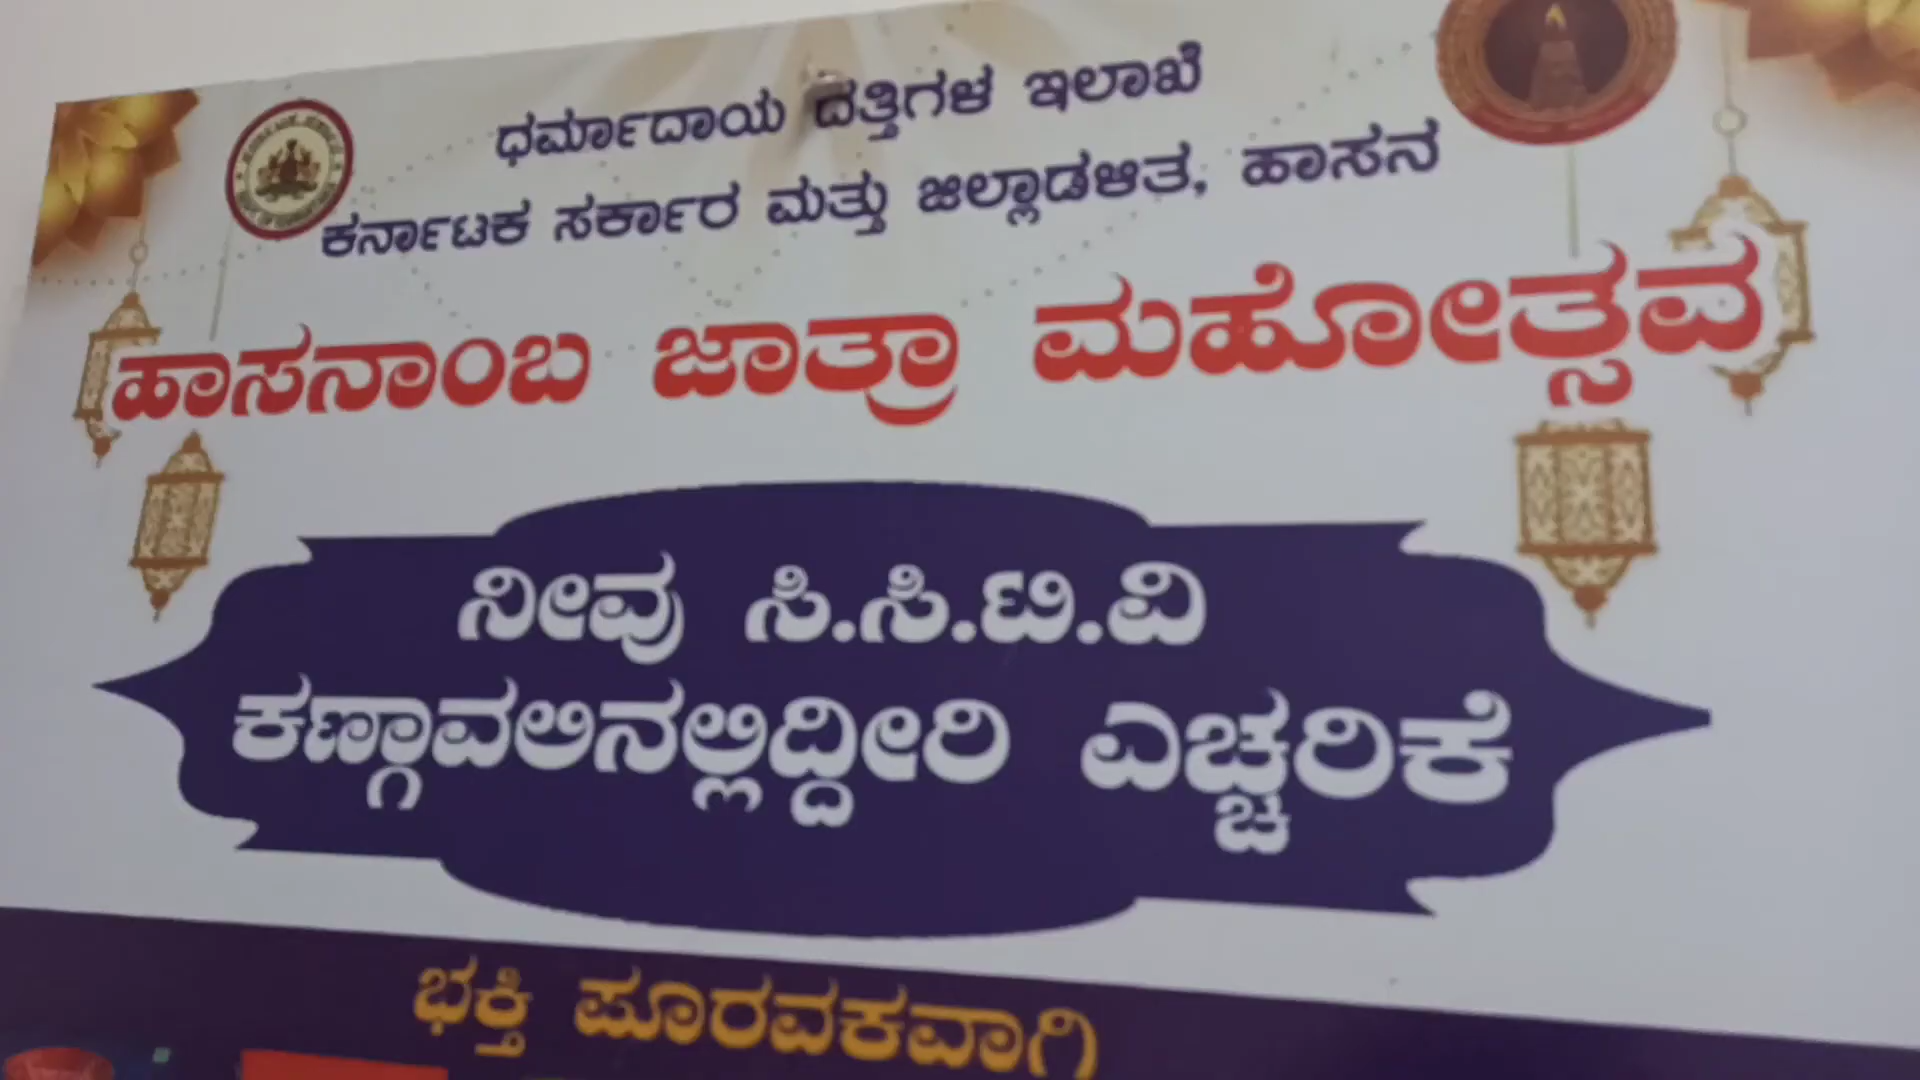 ಧರ್ಮಾದಾಯ ದತ್ತಿಗಳ ಇಲಾಖೆ
ಕರ್ನಾಟಕ ಸರ್ಕಾರ ಮತ್ತು ಜಿಲ್ಲಾಡಳಿತ, ಹಾಸನ
ಹಾಸನಾಂಬ ಜಾತ್ರಾ ಮಹೋತ್ಸವ
ನೀವು ಸಿ.ಸಿ.ಟಿ.ವಿ
ಕಣ್ಗಾವಲಿನಲ್ಲಿದ್ದೀರಿ ಎಚ್ಚರಿಕೆ
ಭಕ್ತಿ ಪೂರವಕವಾಗಿ